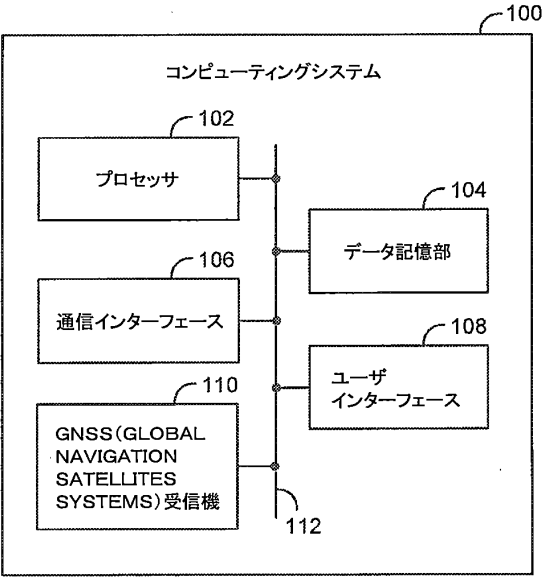 100
コンピューティングシステム
102
プロセッサ
104
データ記憶部
106
通信インターフェース
108
ユーザ
インターフェース
110
GNSS(GLOBAL
NAVIGATION
SATELLITES
SYSTEMS)受信機
112